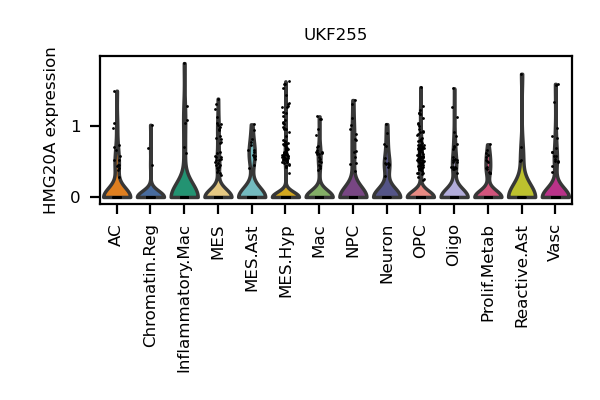 UKF255
HMG20A expression
1
0
AC
Chromatin.Reg
Inflammatory.Mac
MES
MES.Ast
MES.Hyp
Mac
NPC
Neuron
OPC
Oligo
Prolif.Metab
Reactive.Ast
Vasc